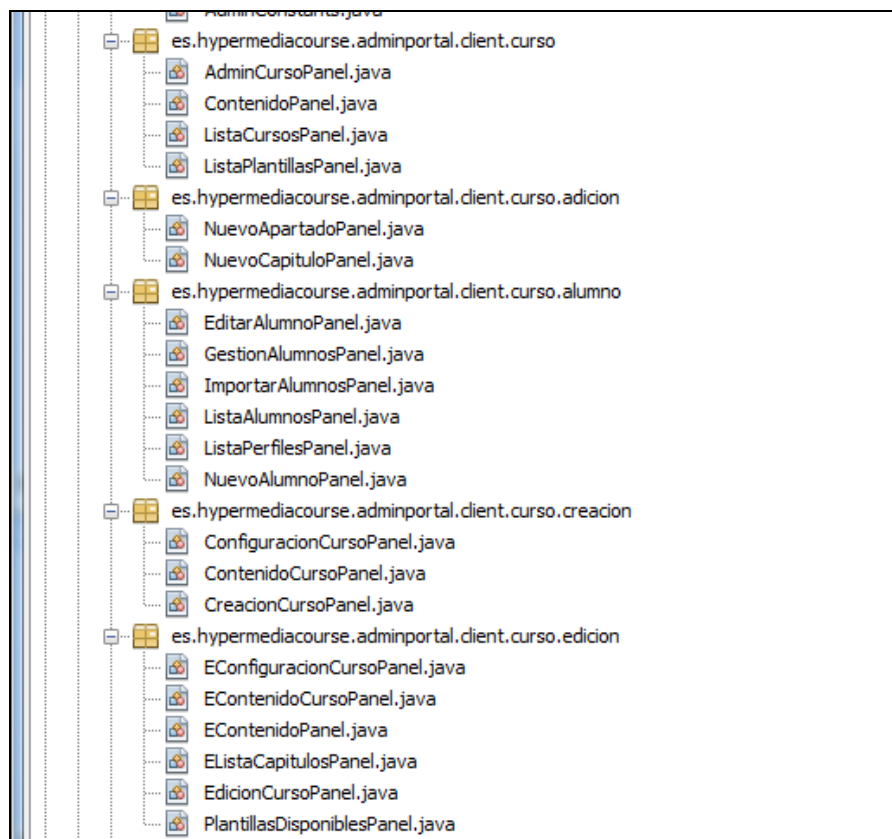 AdminConstants.java
es.hypermediacourse.adminportal.client.curso
AdminCursoPanel.java
ContenidoPanel.java
ListaCursosPanel.java
ListaPlantillasPanel.java
es.hypermediacourse.adminportal.client.curso.adicion
NuevoApartadoPanel.java
NuevoCapituloPanel.java
es.hypermediacourse.adminportal.client.curso.alumno
EditarAlumnoPanel.java
GestionAlumnosPanel.java
ImportarAlumnosPanel.java
ListaAlumnosPanel.java
ListaPerfilesPanel.java
NuevoAlumnoPanel.java
es.hypermediacourse.adminportal.client.curso.creacion
ConfiguracionCursoPanel.java
ContenidoCursoPanel.java
CreacionCursoPanel.java
es.hypermediacourse.adminportal.client.curso.edicion
EConfiguracionCursoPanel.java
EContenidoCursoPanel.java
EContenidoPanel.java
EListaCapitulosPanel.java
EdicionCursoPanel.java
PlantillasDisponiblesPanel.java